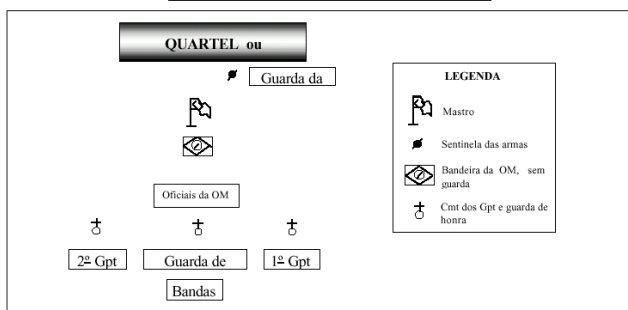 QUARTEL ou
Guarda da
Oficiais da OM
2º Gpt
Guarda de
1º Gpt
Bandas
LEGENDA
Mastro
Sentinela das armas
Bandeira da OM, sem
guarda
Cmt dos Gpt e guarda de
honra